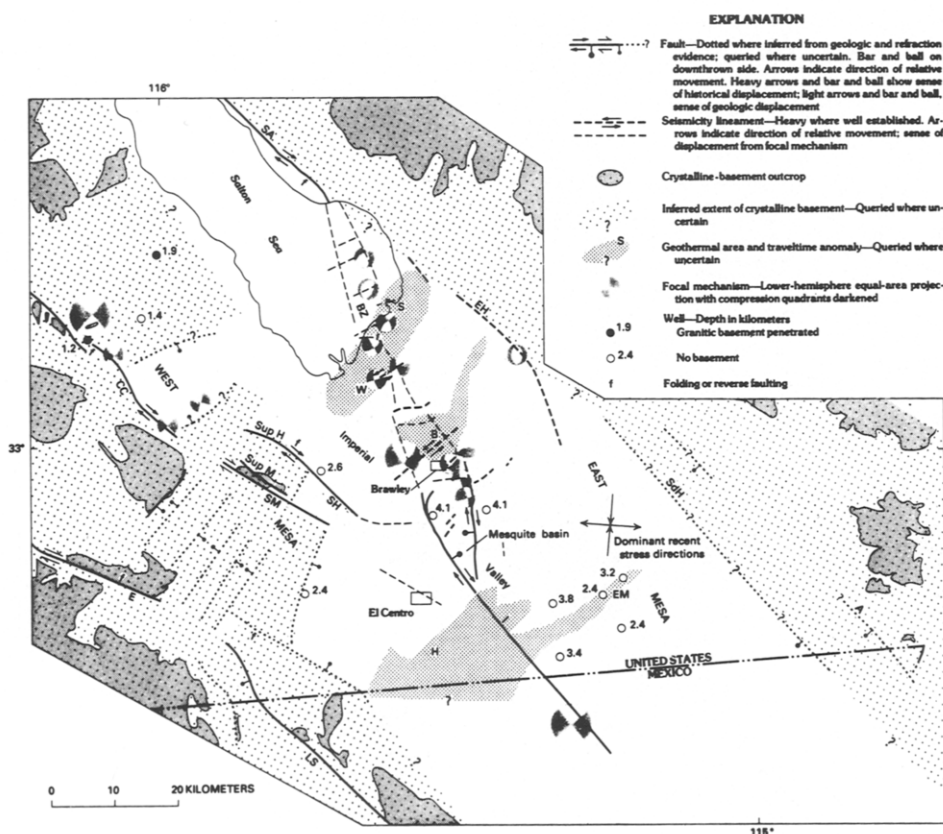 EXPLANATION
?
Fault—Dotted where inferred from geologic and refraction
evidence; queried where uncertain. Bar and ball on
downthrown side. Arrows indicate direction of relative
movement. Heavy arrows and bar and ball show sense
of historical displacement; light arrows and bar and ball,
sense of geologic displacement
Seismicity lineament—Heavy where well established. Ar-
rows indicate direction of relative movement; sense of
displacement from focal mechanism
Crystalline-basement outcrop
Inferred extent of crystalline basement—Queried where un-
certain
?
S
Geothermal area and traveltime anomaly—Queried where
uncertain
?
Focal mechanism—Lower-hemisphere equal-area projec-
tion with compression quadrants darkened
Well—Depth in kilometers
1.9
Granitic basement penetrated
2.4
No basement
f
Folding or reverse faulting
116°
SA
f
Salton
Sea
?
1.9
1.4
1.2
BZ
S
EH
?
WEST
CC
W
?
33°
Sup H
f
Imperial
B
2.6
Brawley
Sup M
SM
SH
MESA
4.1
4.1
EAST
SdH
Mesquite basin
Dominant recent
stress directions
E
2.4
Valley
El Centro
3.2
2.4
EM
3.8
MESA
2.4
A
3.4
H
UNITED STATES
MEXICO
?
LS
0 10 20 KILOMETERS
115°